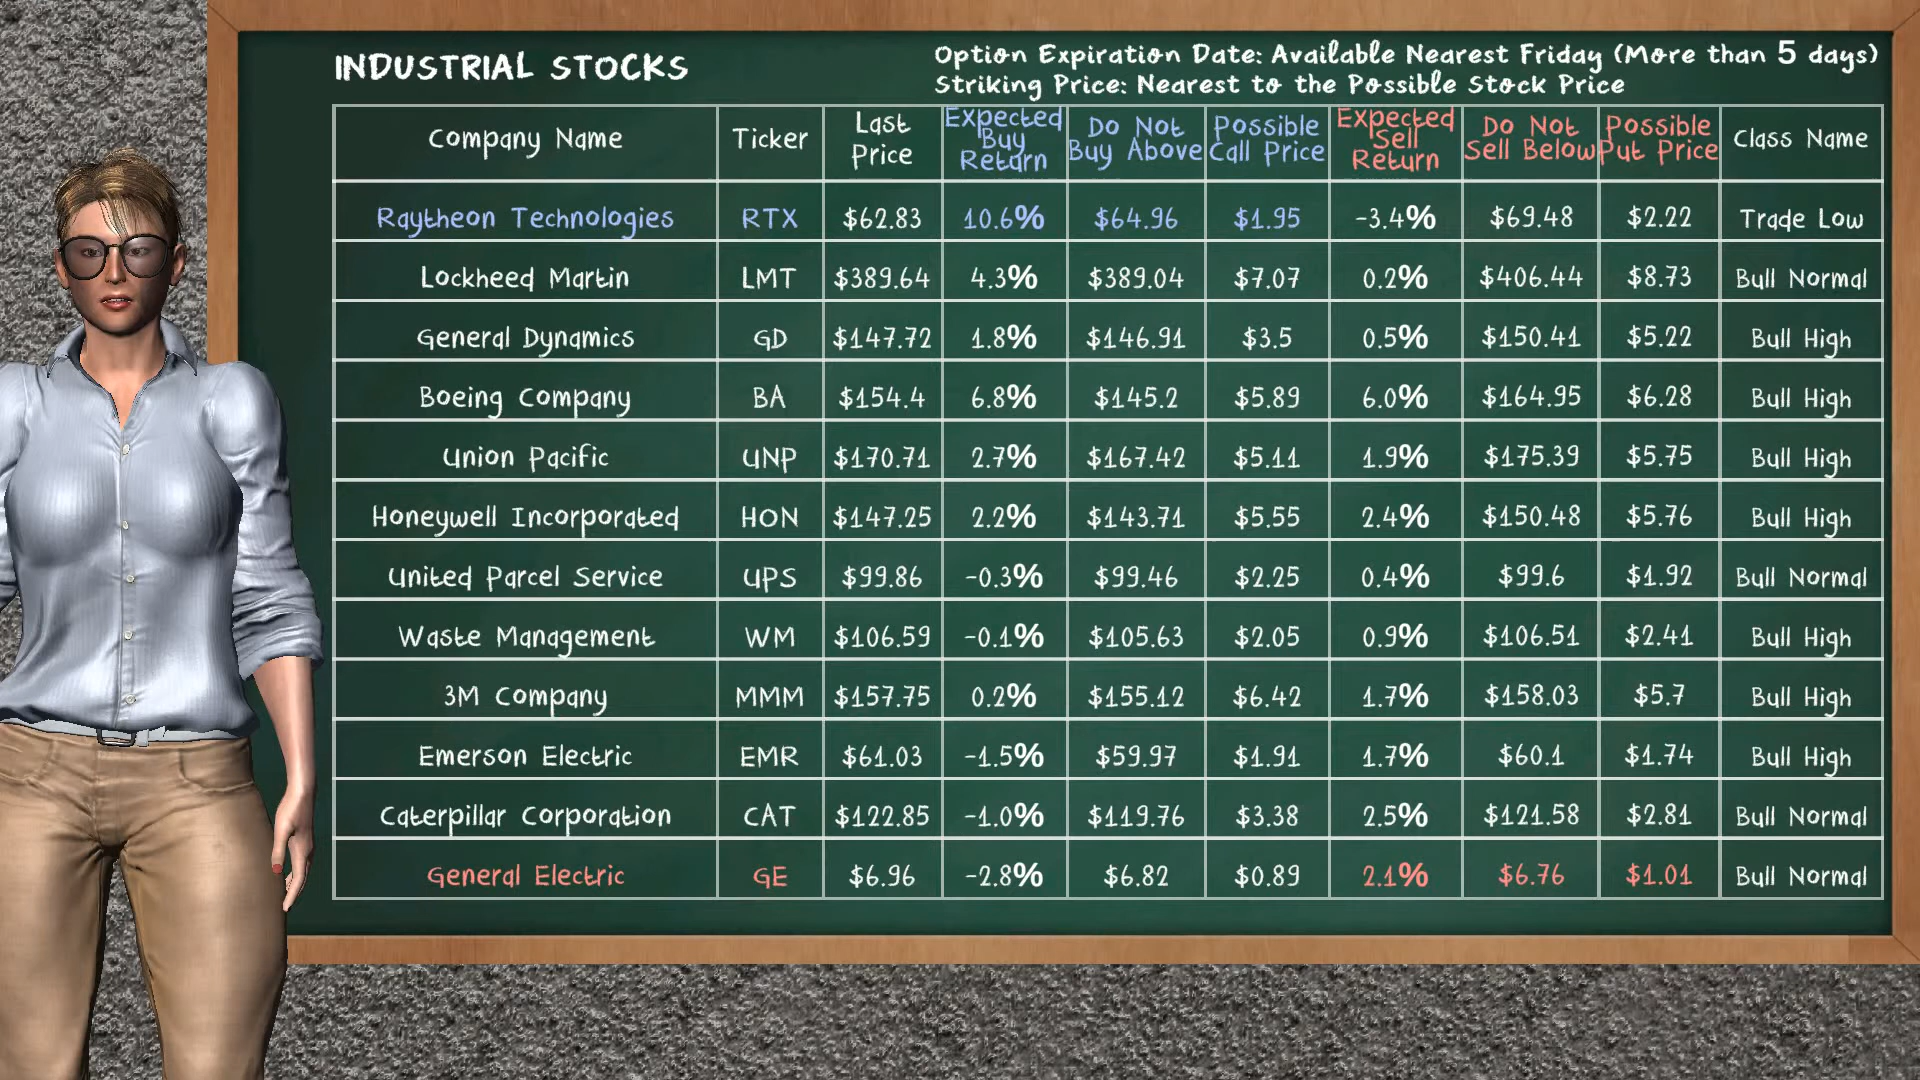 INDUSTRIAL STOCKS
Option Expiration Date: Available Nearest Friday (More than 5 days)
Striking Price: Nearest to the Possible Stock Price
Company Name Ticker Last Price Expected Buy Return Do Not Buy Above Possible Call Price Expected Sell Return Do Not Sell Below Possible Put Price Class Name
Raytheon Technologies RTX $62.83 10.6% $64.96 $1.95 -3.4% $69.48 $2.22 Trade Low
Lockheed Martin LMT $389.64 4.3% $389.04 $7.07 0.2% $406.44 $8.73 Bull Normal
General Dynamics GD $147.72 1.8% $146.91 $3.5 0.5% $150.41 $5.22 Bull High
Boeing Company BA $154.4 6.8% $145.2 $5.89 6.0% $164.95 $6.28 Bull High
Union Pacific UNP $170.71 2.7% $167.42 $5.11 1.9% $175.39 $5.75 Bull High
Honeywell Incorporated HON $147.25 2.2% $143.71 $5.55 2.4% $150.48 $5.76 Bull High
United Parcel Service UPS $99.86 -0.3% $99.46 $2.25 0.4% $99.6 $1.92 Bull Normal
Waste Management WM $106.59 -0.1% $105.63 $2.05 0.9% $106.51 $2.41 Bull High
3M Company MMM $157.75 0.2% $155.12 $6.42 1.7% $158.03 $5.7 Bull High
Emerson Electric EMR $61.03 -1.5% $59.97 $1.91 1.7% $60.1 $1.74 Bull High
Caterpillar Corporation CAT $122.85 -1.0% $119.76 $3.38 2.5% $121.58 $2.81 Bull Normal
General Electric GE $6.96 -2.8% $6.82 $0.89 2.1% $6.76 $1.01 Bull Normal